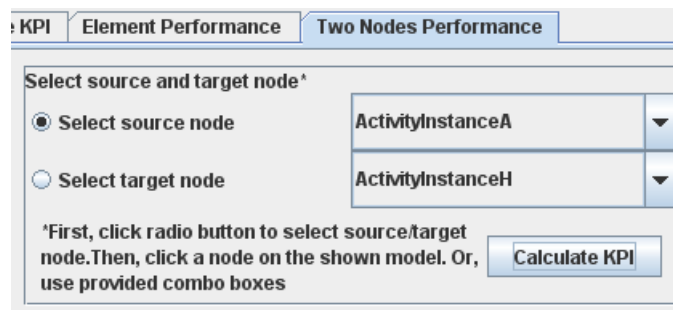 KPI Element Performance Two Nodes Performance
Select source and target node*
Select source node ActivityInstanceA
Select target node ActivityInstanceH
*First, click radio button to select source/target
node.Then, click a node on the shown model. Or,
use provided combo boxes
Calculate KPI